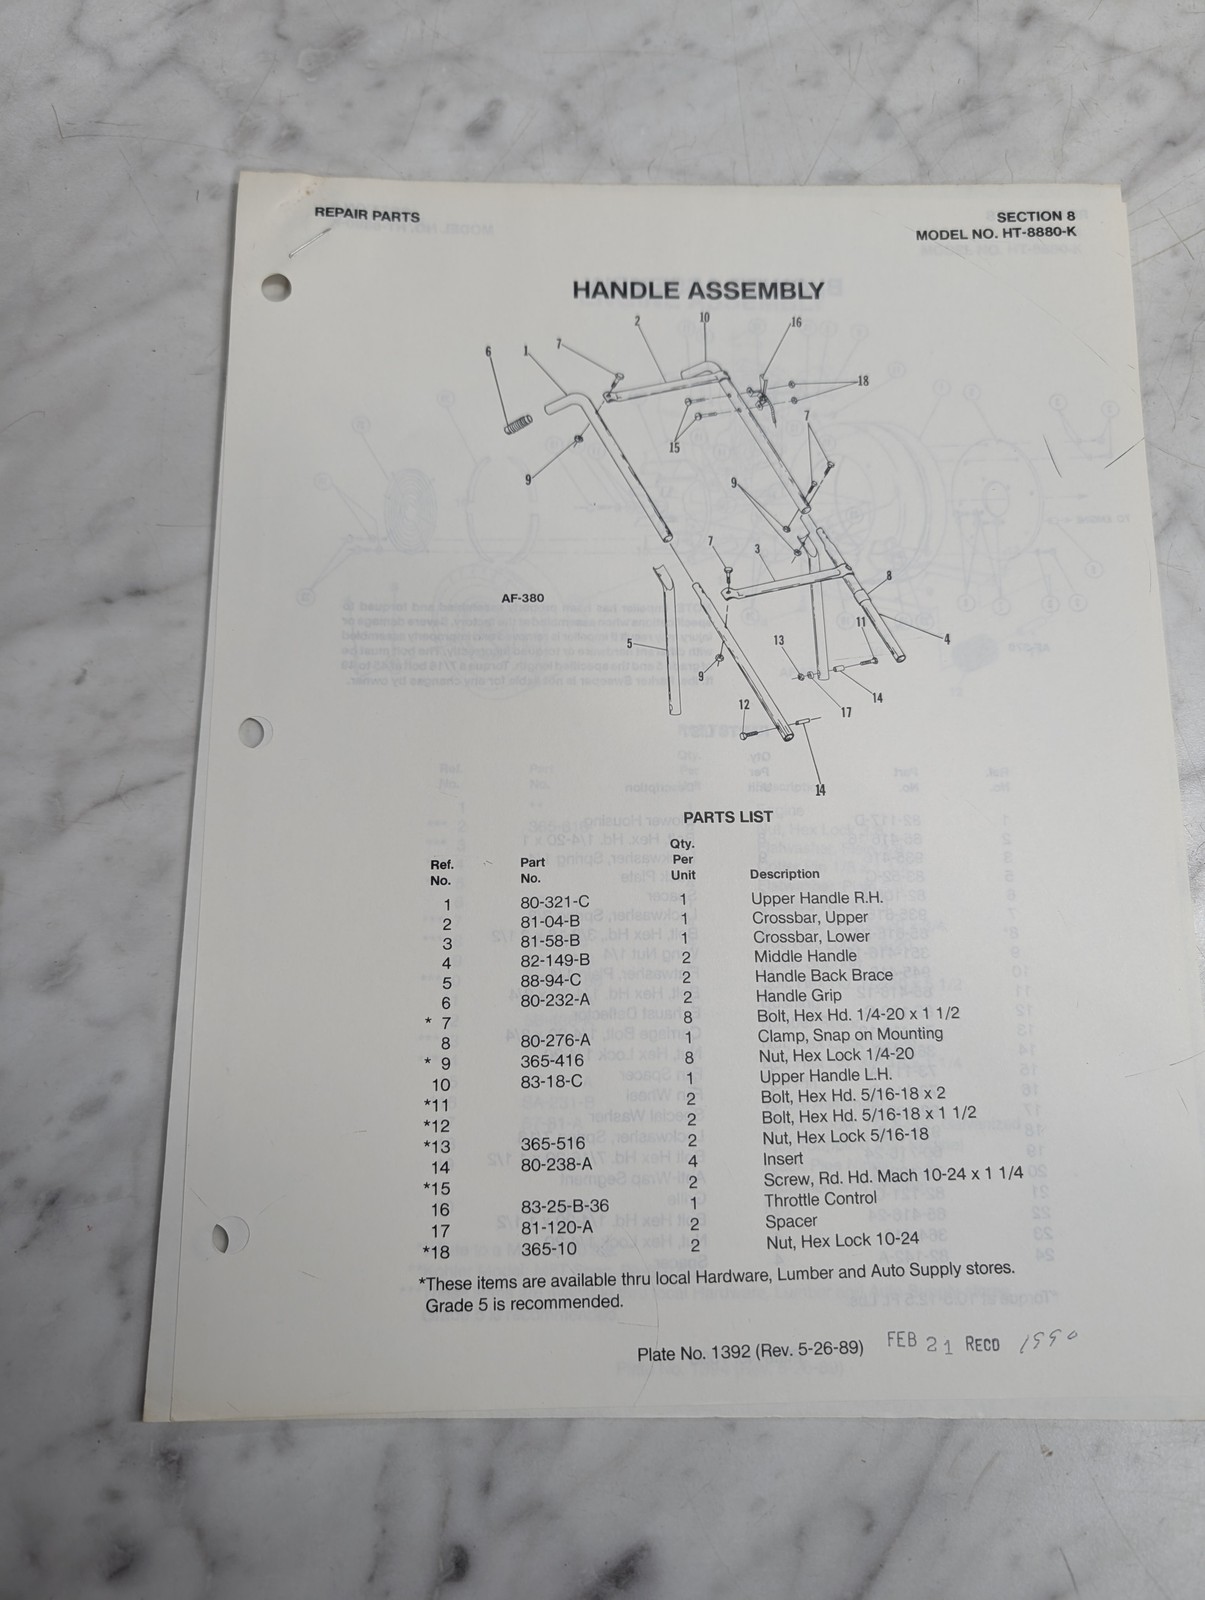 REPAIR PARTS
SECTION 8
MODEL NO. HT-8880-K
HANDLE ASSEMBLY
2
10
16
7
6
1
18
7
15
9
9
7
3
8
AF-380
11
4
13
5
9
14
12
17
14
PARTS LIST
Ref. No. Part No. Qty. Per Unit Description
1 80-321-C 1 Upper Handle R.H.
2 81-04-B 1 Crossbar, Upper
3 81-58-B 1 Crossbar, Lower
4 82-149-B 2 Middle Handle
5 88-94-C 2 Handle Back Brace
6 80-232-A 2 Handle Grip
* 7 8 Bolt, Hex Hd. 1/4-20 x 1 1/2
8 80-276-A 1 Clamp, Snap on Mounting
* 9 365-416 8 Nut, Hex Lock 1/4-20
10 83-18-C 1 Upper Handle L.H.
*11 2 Bolt, Hex Hd. 5/16-18 x 2
*12 2 Bolt, Hex Hd. 5/16-18 x 1 1/2
*13 365-516 2 Nut, Hex Lock 5/16-18
14 80-238-A 4 Insert
*15 2 Screw, Rd. Hd. Mach 10-24 x 1 1/4
16 83-25-B-36 1 Throttle Control
17 81-120-A 2 Spacer
*18 365-10 2 Nut, Hex Lock 10-24
*These items are available thru local Hardware, Lumber and Auto Supply stores.
Grade 5 is recommended.
Plate No. 1392 (Rev. 5-26-89) FEB 21 RECD 1990